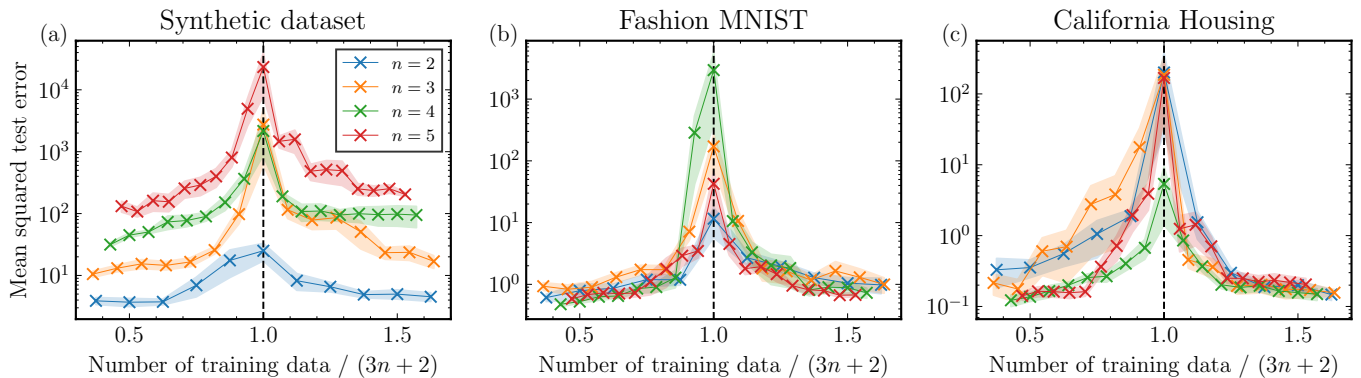 Synthetic dataset
Fashion MNIST
California Housing
(a)
(b)
(c)
Mean squared test error
10^4
10^3
10^2
10^1
n = 2
n = 3
n = 4
n = 5
0.5 1.0 1.5
Number of training data / (3n + 2)
10^3
10^2
10^1
10^0
0.5 1.0 1.5
Number of training data / (3n + 2)
10^2
10^1
10^0
10^−1
0.5 1.0 1.5
Number of training data / (3n + 2)